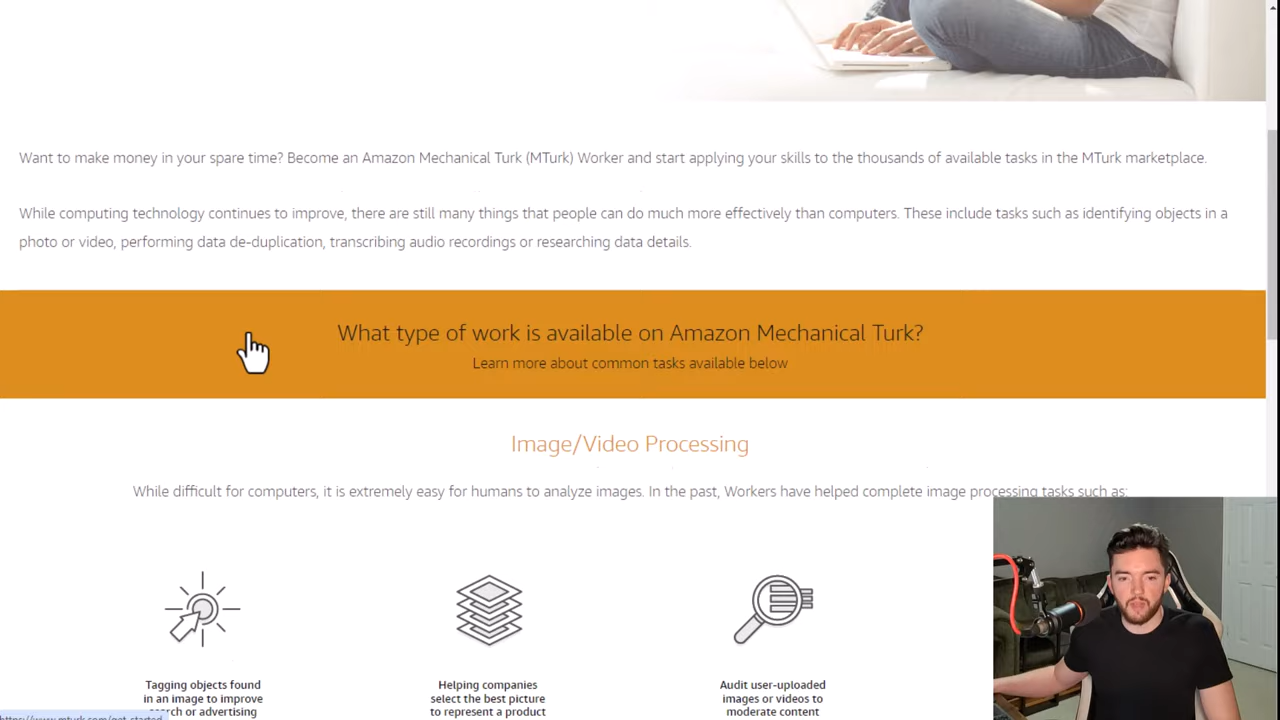 Want to make money in your spare time? Become an Amazon Mechanical Turk (MTurk) Worker and start applying your skills to the thousands of available tasks in the MTurk marketplace.
While computing technology continues to improve, there are still many things that people can do much more effectively than computers. These include tasks such as identifying objects in a
photo or video, performing data de-duplication, transcribing audio recordings or researching data details.
What type of work is available on Amazon Mechanical Turk?
Learn more about common tasks available below
Image/Video Processing
While difficult for computers, it is extremely easy for humans to analyze images. In the past, Workers have helped complete image processing tasks such as:
Tagging objects found
in an image to improve
search or advertising
Helping companies
select the best picture
to represent a product
Audit user-uploaded
images or videos to
moderate content
https://www.mturk.com/get-started